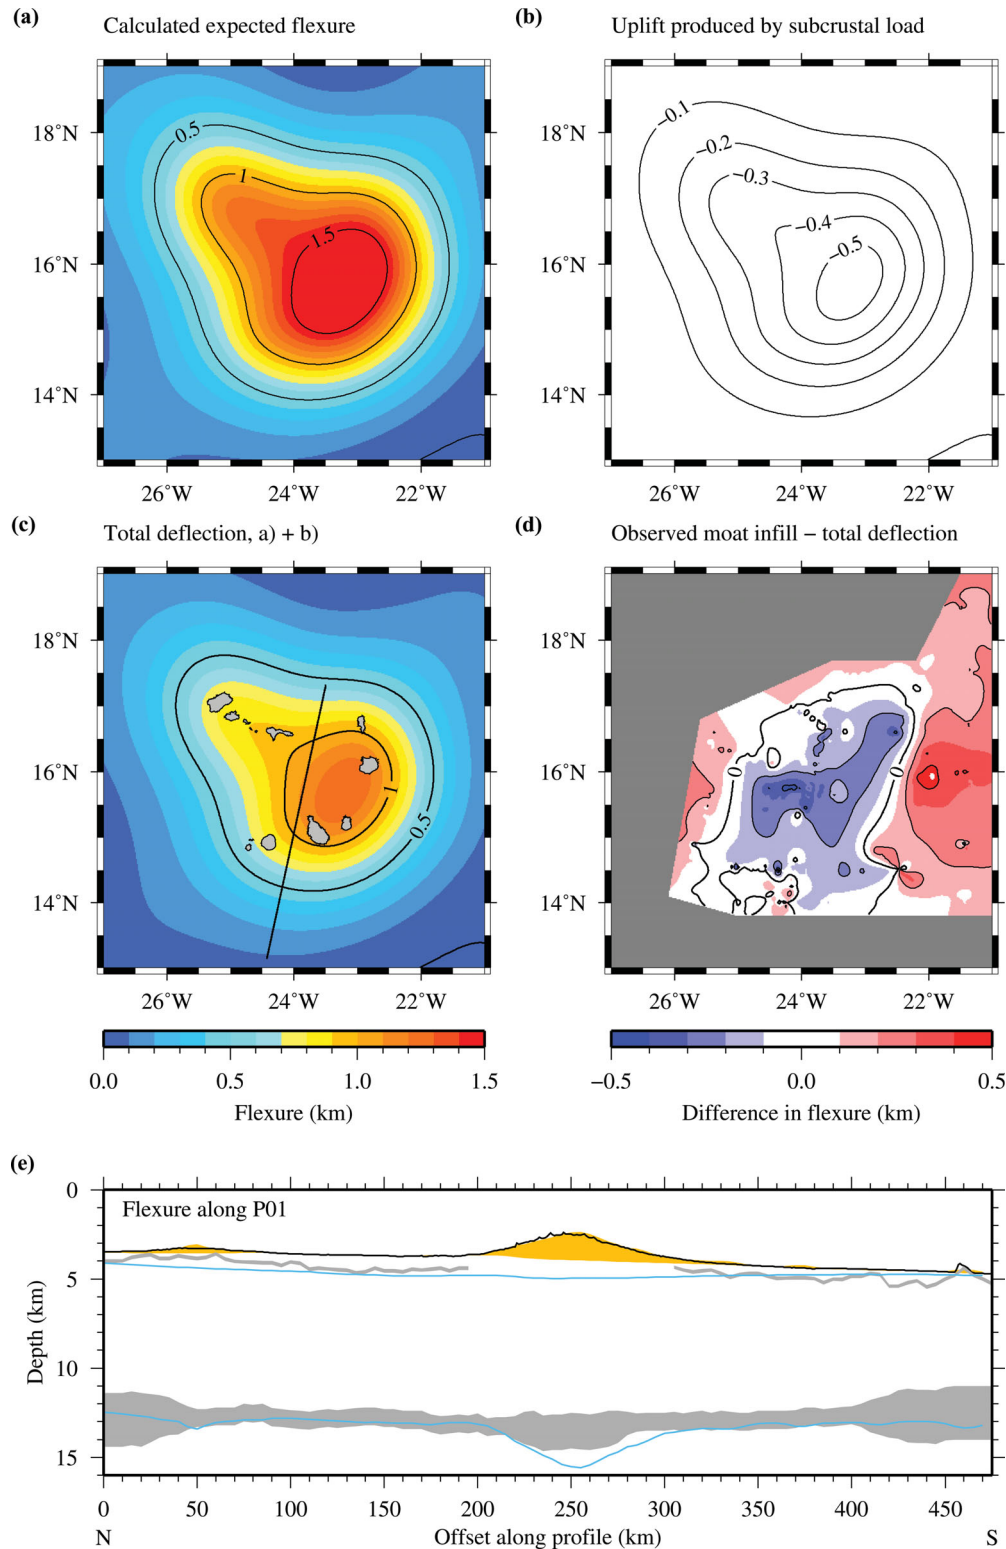 (a) Calculated expected flexure
(b) Uplift produced by subcrustal load
18˚N
16˚N
14˚N
26˚W 24˚W 22˚W
0.5
1
1.5
18˚N
16˚N
14˚N
26˚W 24˚W 22˚W
−0.1
−0.2
−0.3
−0.4
−0.5
(c) Total deflection, a) + b)
(d) Observed moat infill − total deflection
18˚N
16˚N
14˚N
26˚W 24˚W 22˚W
1
0.5
18˚N
16˚N
14˚N
26˚W 24˚W 22˚W
0
0
0.0 0.5 1.0 1.5
Flexure (km)
−0.5 0.0 0.5
Difference in flexure (km)
(e)
Flexure along P01
0
5
10
15
Depth (km)
0 50 100 150 200 250 300 350 400 450
N Offset along profile (km) S